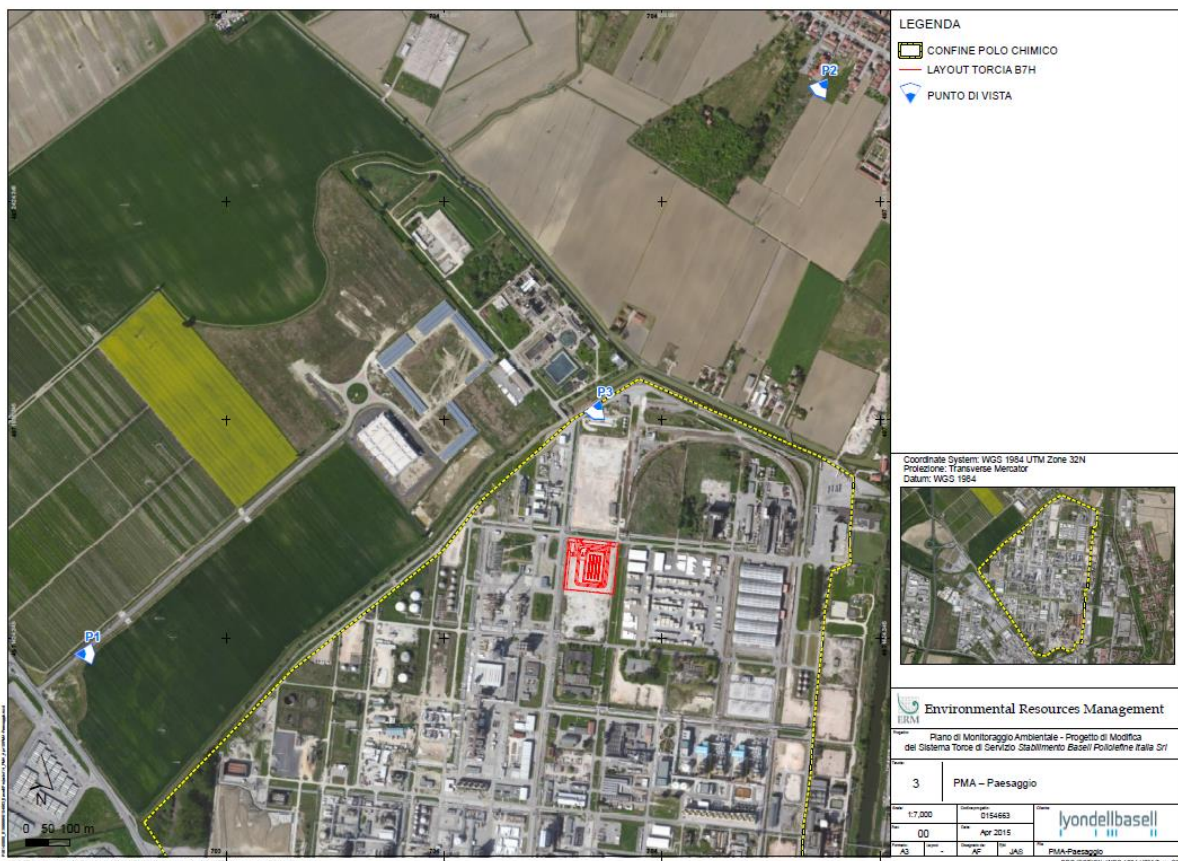 P2
P3
P1
N
0 50 100 m
LEGENDA
CONFINE POLO CHIMICO
LAYOUT TORCIA B7H
PUNTO DI VISTA
Coordinate System: WGS 1984 UTM Zone 32N
Proiezione: Transverse Mercator
Datum: WGS 1984
ERM
Environmental Resources Management
Piano di Monitoraggio Ambientale - Progetto di Modifica
del Sistema Torce di Servizio Stabilimento Basell Poliolefine Italia Srl
3
PMA – Paesaggio
1:7,000
0154663
lyondellbasell
00
Apr 2015
A3
-
AF
JAS
PMA-Paesaggio